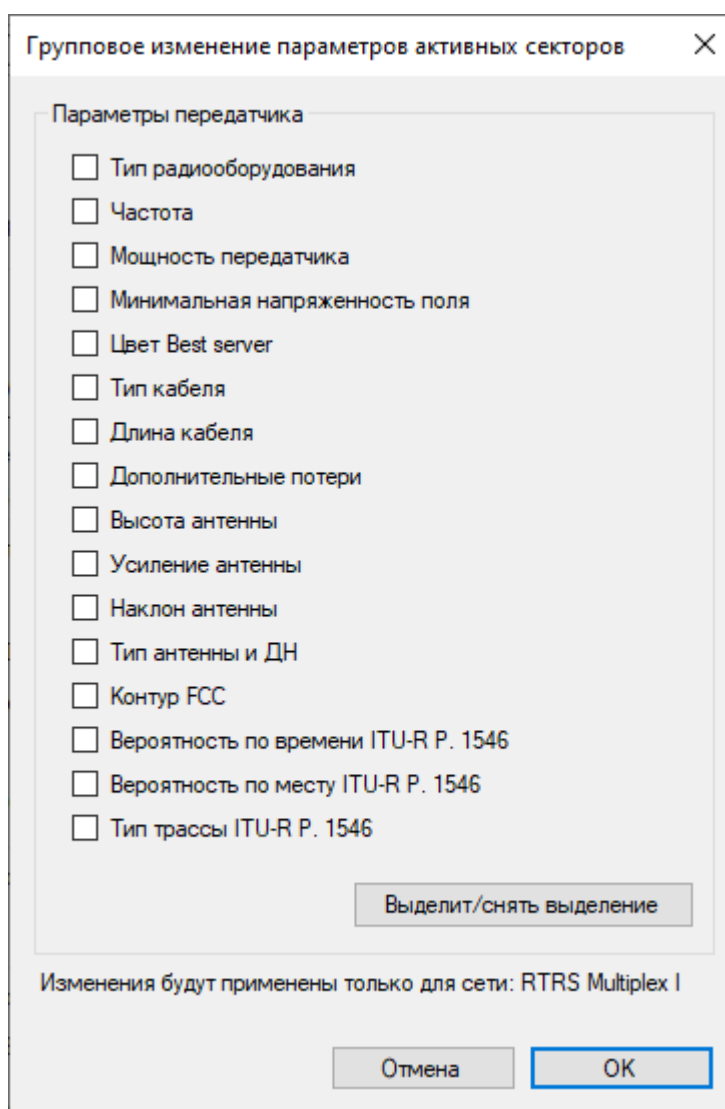 Групповое изменение параметров активных секторов
Параметры передатчика
Тип радиооборудования
Частота
Мощность передатчика
Минимальная напряженность поля
Цвет Best server
Тип кабеля
Длина кабеля
Дополнительные потери
Высота антенны
Усиление антенны
Наклон антенны
Тип антенны и ДН
Контур FCC
Вероятность по времени ITU-R P. 1546
Вероятность по месту ITU-R P. 1546
Тип трассы ITU-R P. 1546
Выделит/снять выделение
Изменения будут применены только для сети: RTRS Multiplex I
Отмена
OK